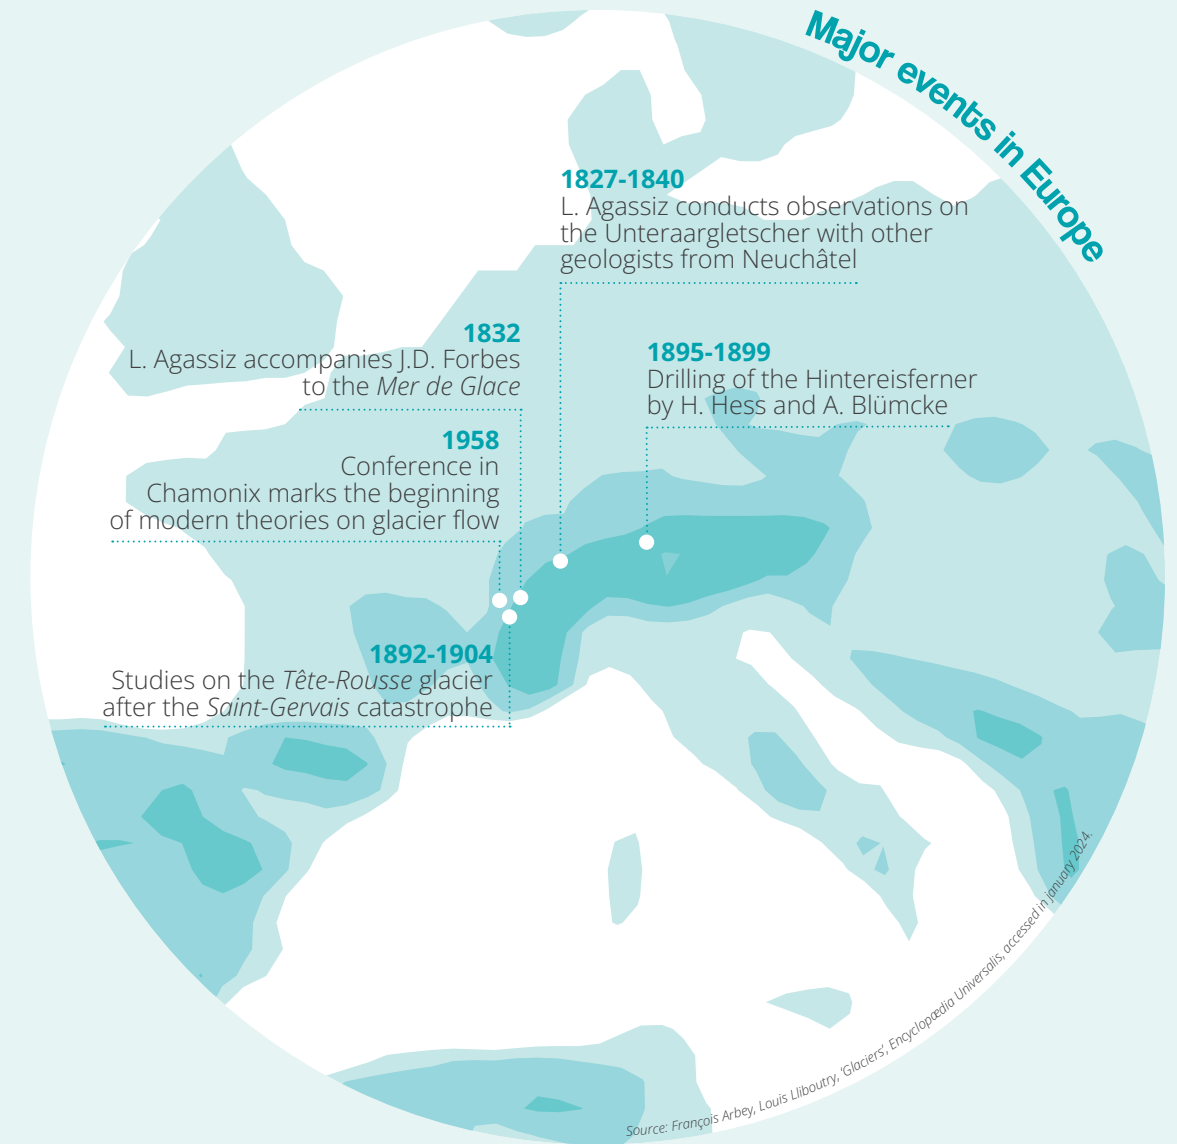 Major events in Europe
1827-1840
L. Agassiz conducts observations on
the Unteraargletscher with other
geologists from Neuchâtel
1832
L. Agassiz accompanies J.D. Forbes
to the Mer de Glace
1895-1899
Drilling of the Hintereisferner
by H. Hess and A. Blümcke
1958
Conference in
Chamonix marks the beginning
of modern theories on glacier flow
1892-1904
Studies on the Tête-Rousse glacier
after the Saint-Gervais catastrophe
Source: François Arbey, Louis Lliboutry, ‘Glaciers’, Encyclopædia Universalis, accessed in january 2024.